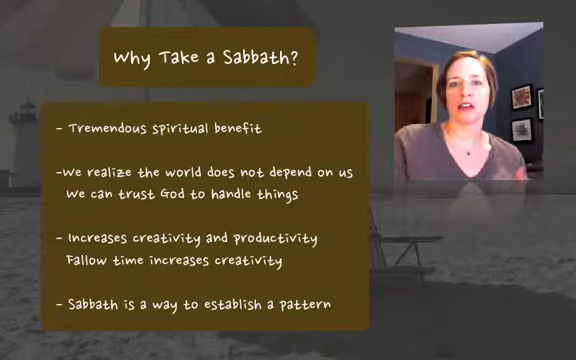 Why Take a Sabbath?
- Tremendous spiritual benefit
-We realize the world does not depend on us
We can trust God to handle things
- Increases creativity and productivity
Fallow time increases creativity
- Sabbath is a way to establish a pattern